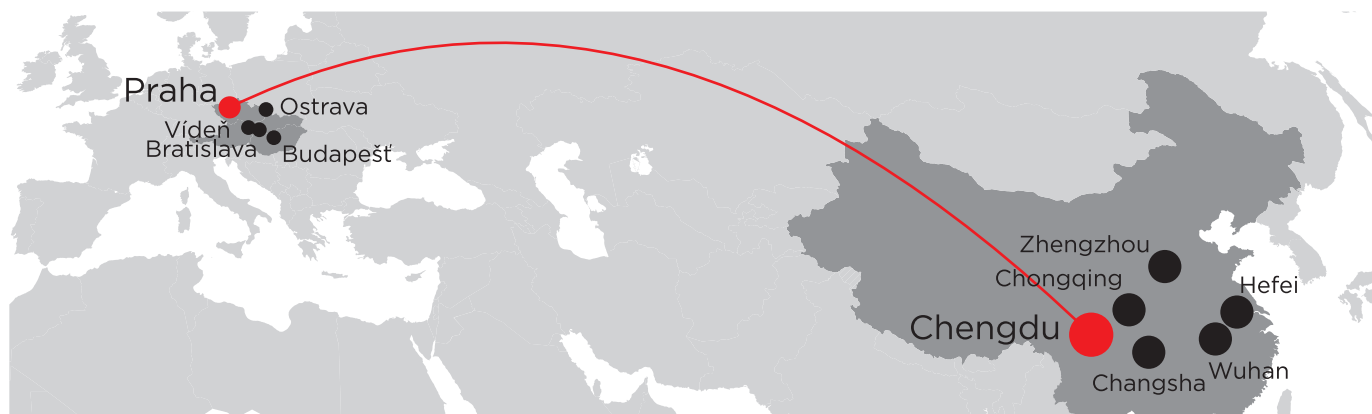 Praha
Ostrava
Vídeň
Bratislava
Budapešť
Zhengzhou
Chongqing
Hefei
Chengdu
Wuhan
Changsha